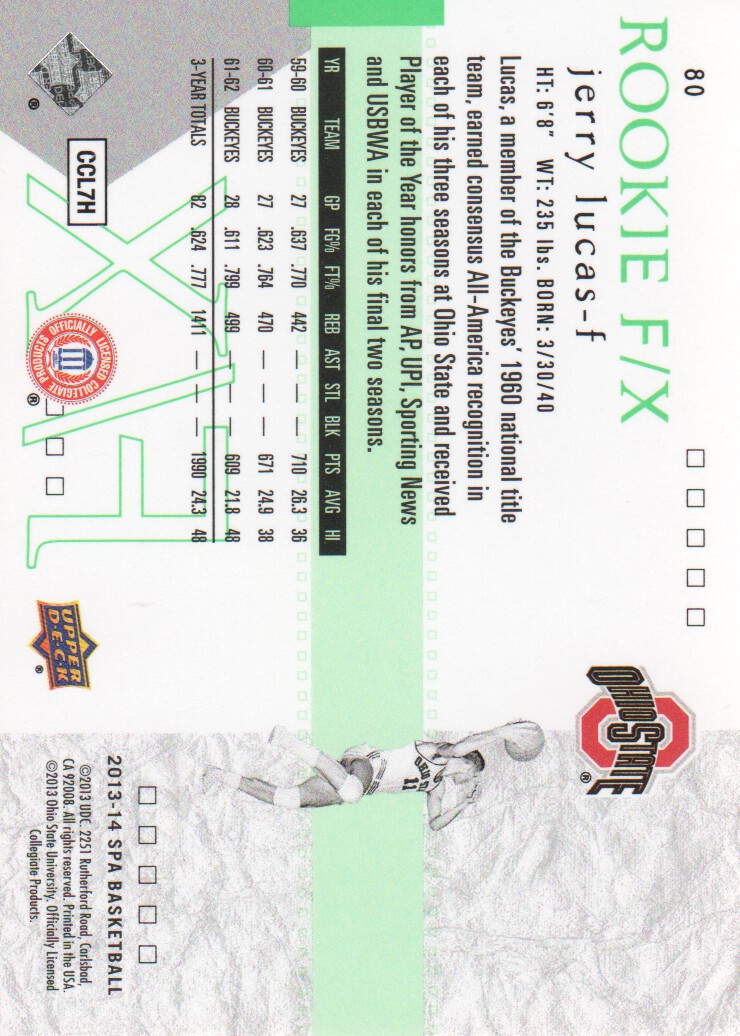 80
ROOKIE F/X
jerry lucas-f
HT: 6'8" WT: 235 lbs. BORN: 3/30/40
Lucas, a member of the Buckeyes' 1960 national title
team, earned consensus All-America recognition in
each of his three seasons at Ohio State and received
Player of the Year honors from AP, UPI, Sporting News
and USBWA in each of his final two seasons.
YR TEAM GP FG% FT% REB AST STL BLK PTS AVG HI
59-60 BUCKEYES 27 .637 .770 442 — — — 710 26.3 36
60-61 BUCKEYES 27 .623 .764 470 — — — 671 24.9 38
61-62 BUCKEYES 28 .611 .799 499 — — — 609 21.8 48
3-YEAR TOTALS 82 .624 .777 1411 — — — 1990 24.3 48
CCL7H
®
OFFICIALLY LICENSED COLLEGIATE PRODUCTS
®
F/X
UPPER
D·E·C·K
®
OHIO STATE
®
OHIO ST
11
2013-14 SPA BASKETBALL
©2013 UDC. 2251 Rutherford Road, Carlsbad,
CA 92008. All rights reserved. Printed in the USA.
©2013 Ohio State University. Officially Licensed
Collegiate Products.